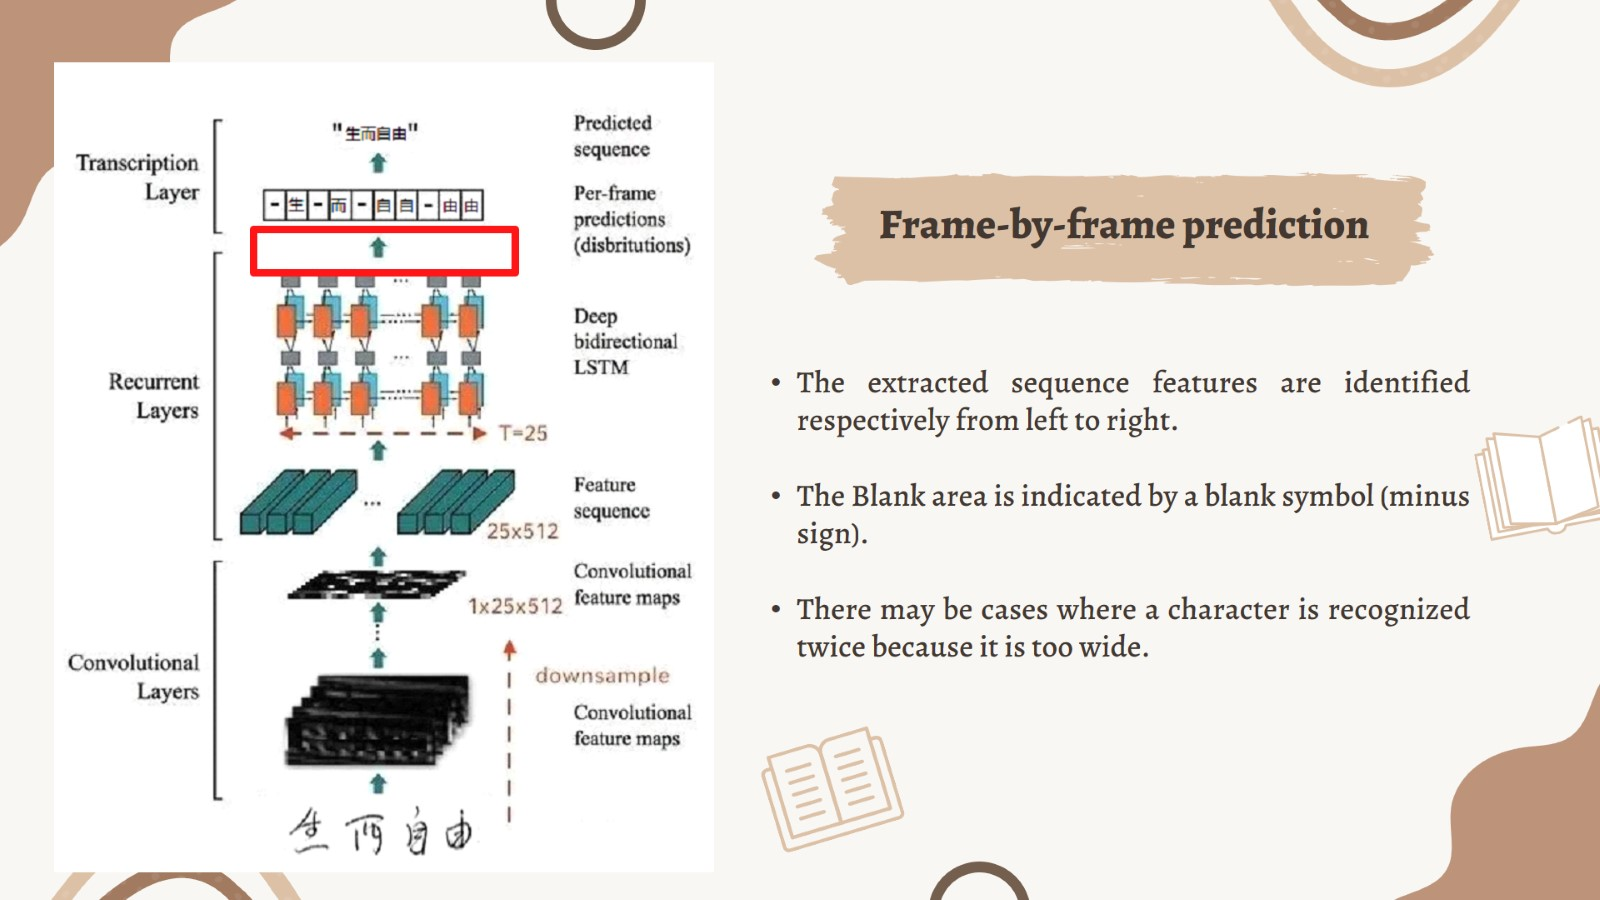 "生而自由"
Predicted
sequence
Transcription
Layer
- 生 - 而 - 自 自 - 由 由
Per-frame
predictions
(disbritutions)
Recurrent
Layers
Deep
bidirectional
LSTM
T=25
Feature
sequence
25x512
Convolutional
feature maps
1x25x512
Convolutional
Layers
downsample
Convolutional
feature maps
生而自由
Frame-by-frame prediction
• The extracted sequence features are identified
respectively from left to right.
• The Blank area is indicated by a blank symbol (minus
sign).
• There may be cases where a character is recognized
twice because it is too wide.